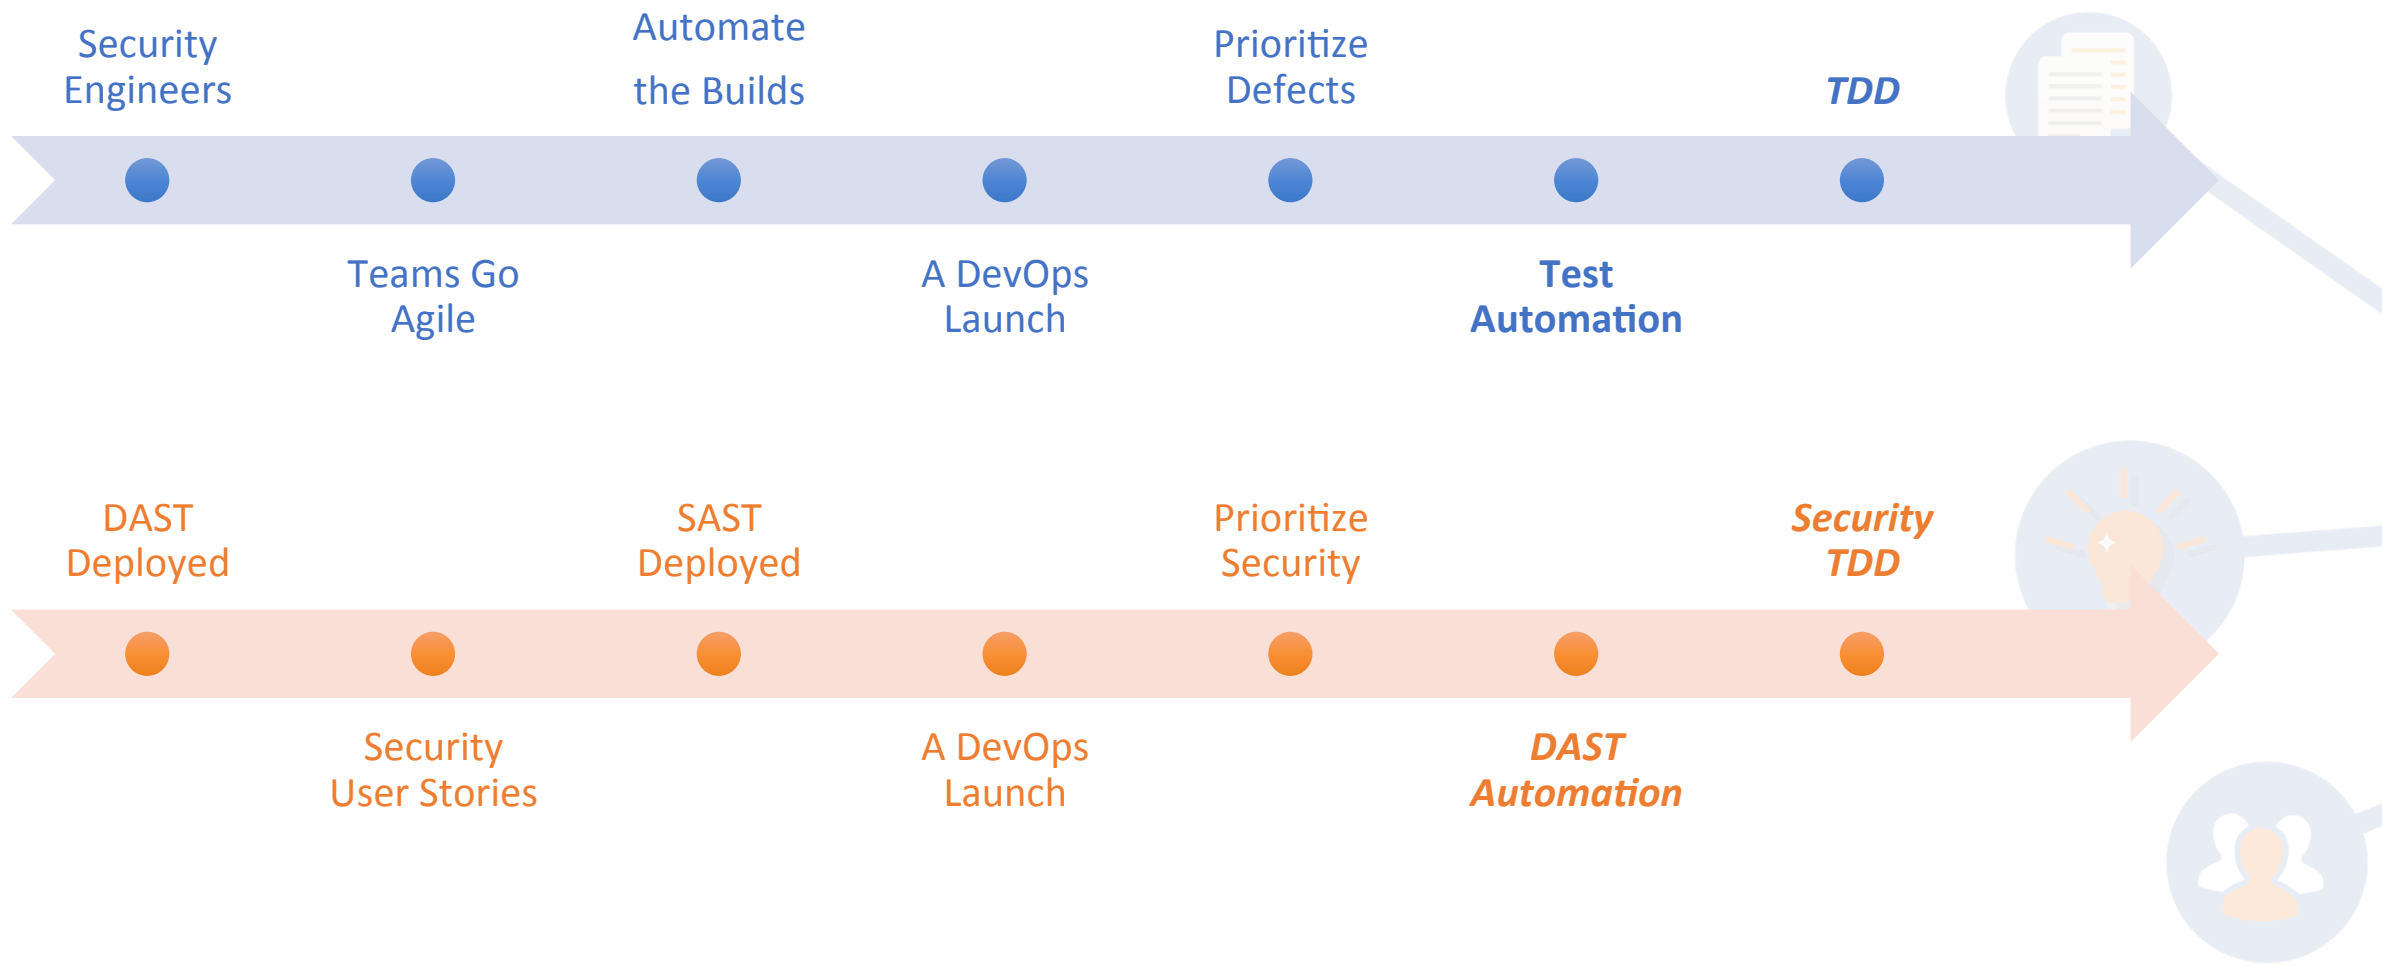 Security
Engineers
Automate
the Builds
Prioritize
Defects
TDD
Teams Go
Agile
A DevOps
Launch
Test
Automation
DAST
Deployed
SAST
Deployed
Prioritize
Security
Security
TDD
Security
User Stories
A DevOps
Launch
DAST
Automation